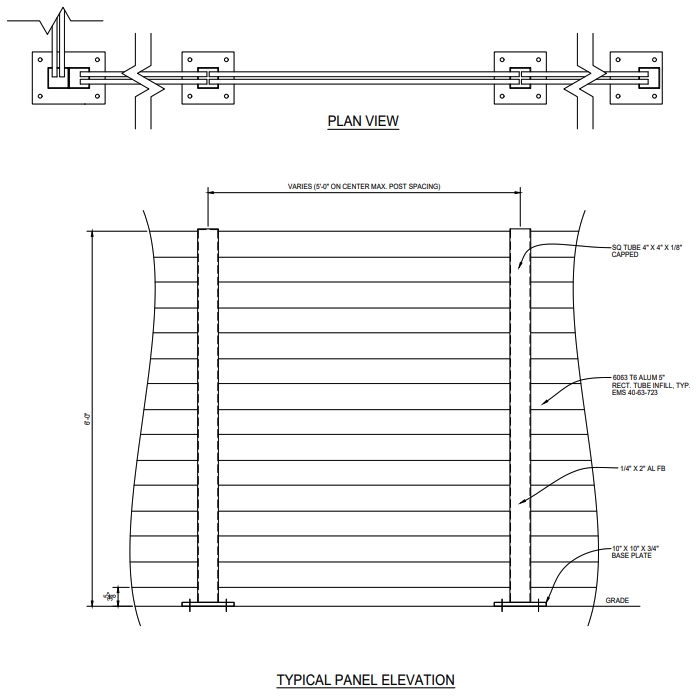 PLAN VIEW
VARIES (5'-0" ON CENTER MAX. POST SPACING)
SQ TUBE 4" X 4" X 1/8"
CAPPED
6063 T6 ALUM 5"
RECT. TUBE INFILL, TYP.
EMS 40-63-723
6'-0"
1/4" X 2" AL FB
10" X 10" X 3/4"
BASE PLATE
GRADE
TYPICAL PANEL ELEVATION